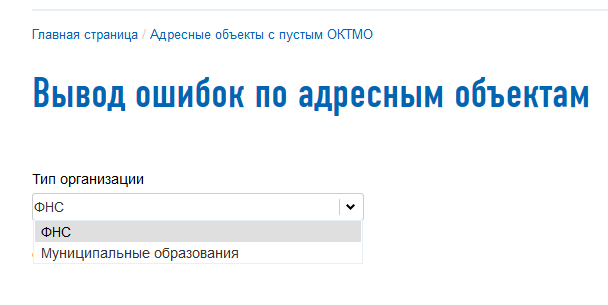 Главная страница / Адресные объекты с пустым ОКТМО
Вывод ошибок по адресным объектам
Тип организации
ФНС
ФНС
Муниципальные образования